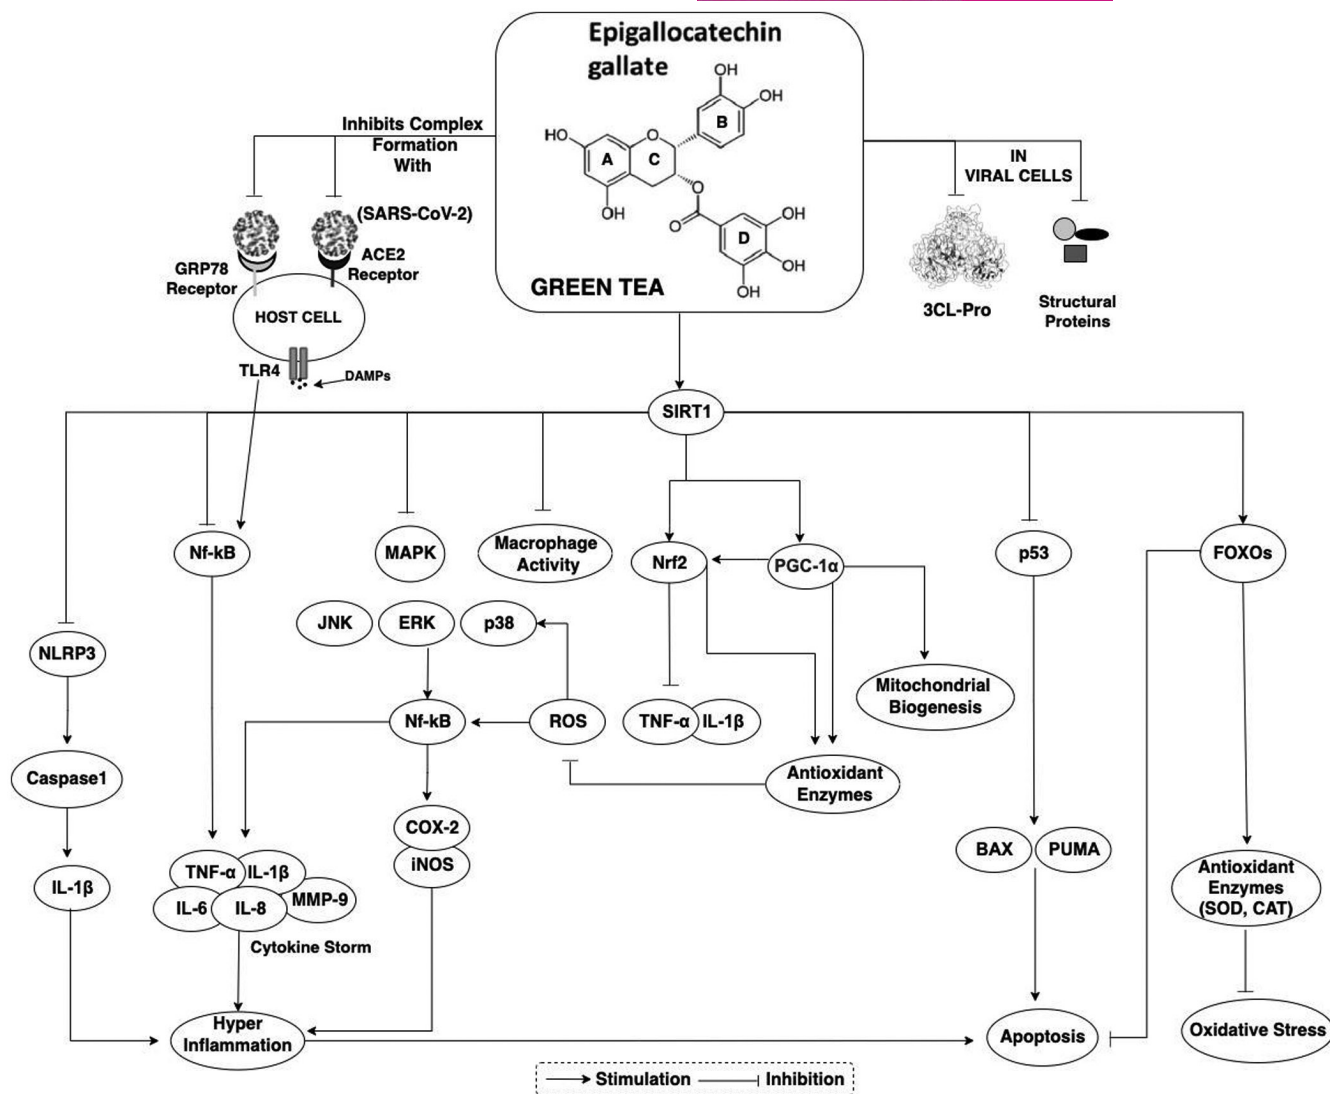 Epigallocatechin
gallate
OH
OH
B
HO
O
A
C
O
OH
O
OH
D
OH
OH
GREEN TEA
Inhibits Complex
Formation
With
(SARS-CoV-2)
GRP78
Receptor
ACE2
Receptor
HOST CELL
TLR4
DAMPs
IN
VIRAL CELLS
3CL-Pro
Structural
Proteins
SIRT1
Nf-kB
MAPK
Macrophage
Activity
Nrf2
PGC-1α
p53
FOXOs
JNK
ERK
p38
NLRP3
Mitochondrial
Biogenesis
Nf-kB
ROS
TNF-α
IL-1β
Caspase1
Antioxidant
Enzymes
COX-2
iNOS
BAX
PUMA
IL-1β
TNF-α
IL-1β
IL-6
IL-8
MMP-9
Cytokine Storm
Antioxidant
Enzymes
(SOD, CAT)
Hyper
Inflammation
Apoptosis
Oxidative Stress
Stimulation
Inhibition